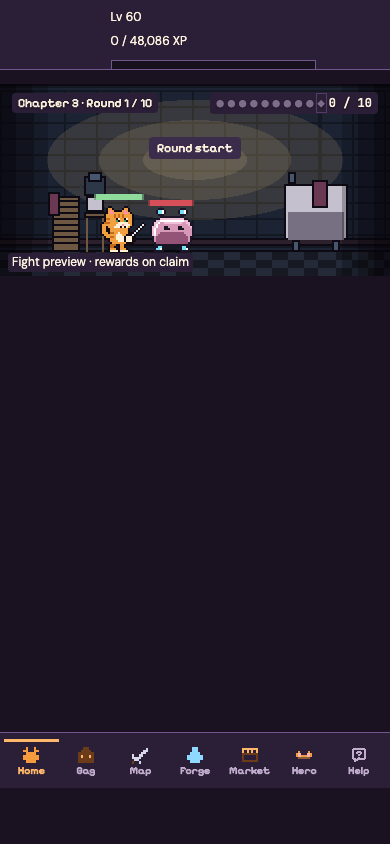 Lv 60
0 / 48,086 XP
Chapter 3 · Round 1 / 10
0 / 10
Round start
Fight preview · rewards on claim
Home
Bag
Map
Forge
Market
Hero
Help